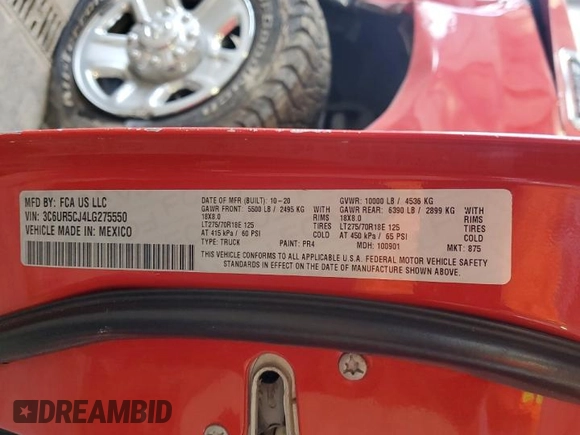 MFD BY: FCA US LLC
VIN: 3C6UR5CJ4LG275550
VEHICLE MADE IN: MEXICO
DATE OF MFR (BUILT): 10-20
GAWR FRONT: 5500 LB / 2495 KG
18X8.0
LT275/70R18E 125
AT 415 kPa / 60 PSI
TYPE: TRUCK
PAINT: PR4
WITH
RIMS
TIRES
COLD
GVWR: 10000 LB / 4536 KG
GAWR REAR: 6390 LB / 2899 KG
18X8.0
LT275/70R18E 125
AT 450 kPa / 65 PSI
MDH: 100901
WITH
RIMS
TIRES
COLD
MKT: 875
THIS VEHICLE CONFORMS TO ALL APPLICABLE U.S.A. FEDERAL MOTOR VEHICLE SAFETY
STANDARDS IN EFFECT ON THE DATE OF MANUFACTURE SHOWN ABOVE.
DREAMBID